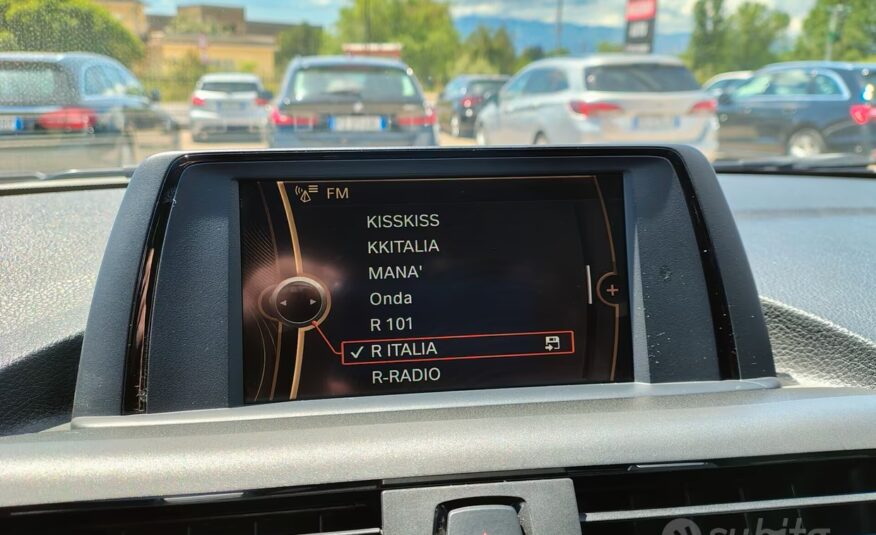 FM
KISSKISS
KKITALIA
MANA'
Onda
R 101
R ITALIA
R-RADIO
subito